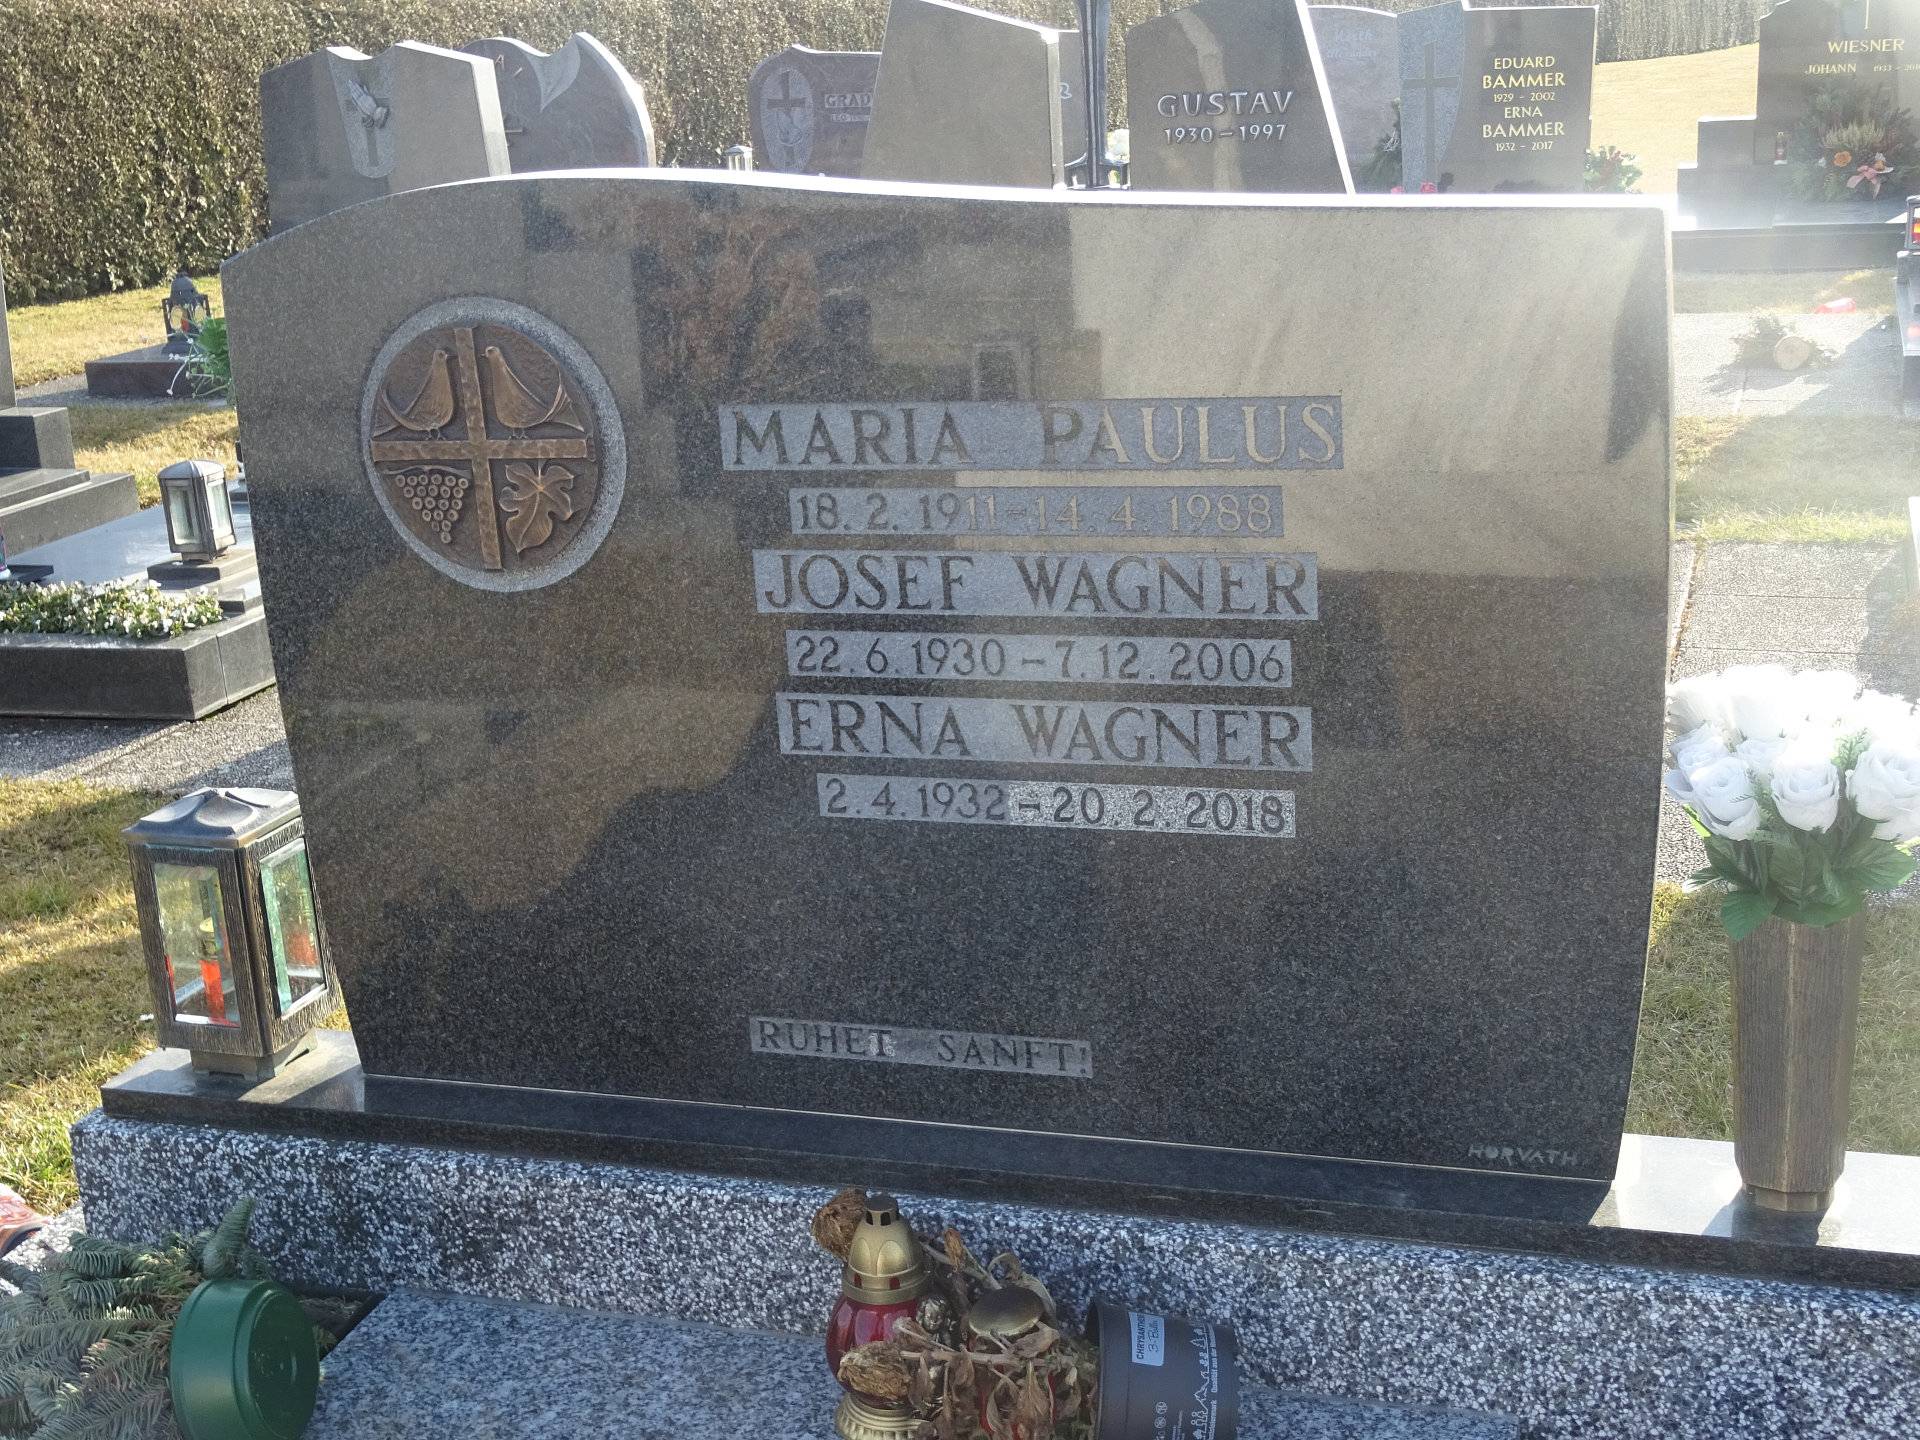 GRAD
GUSTAV
1930 – 1997
EDUARD
BAMMER
1929 - 2002
ERNA
BAMMER
1932 - 2017
WIESNER
JOHANN
MARIA PAULUS
18. 2. 1911 – 14. 4. 1988
JOSEF WAGNER
22. 6. 1930 – 7. 12. 2006
ERNA WAGNER
2. 4. 1932 – 20. 2. 2018
RUHET SANFT!
HORVATH
CHRYSANTHEME